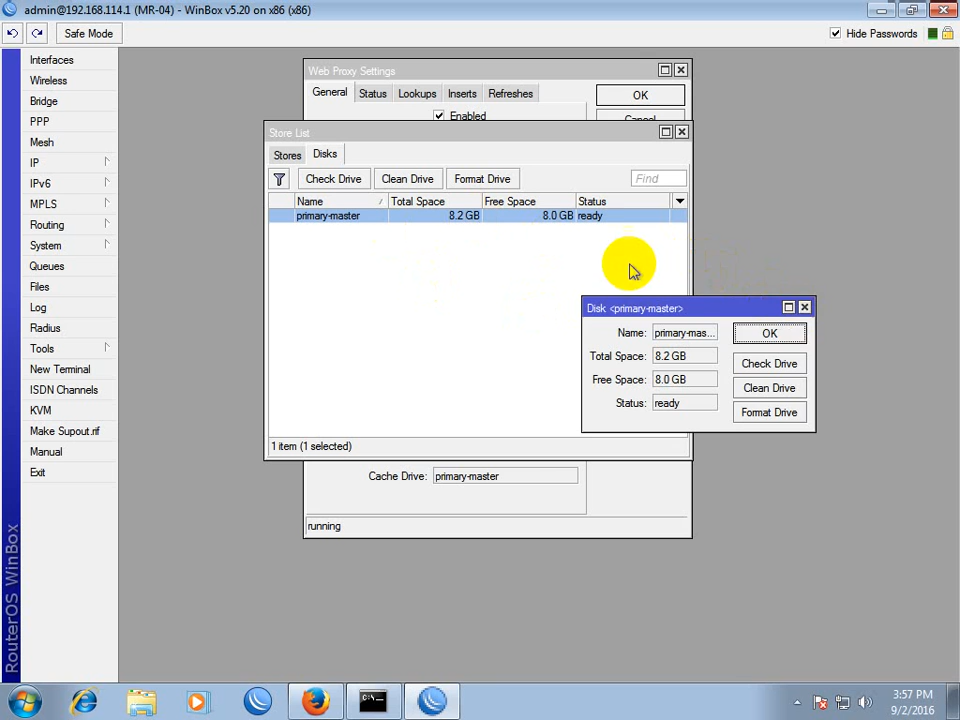 admin@192.168.114.1 (MR-04) - WinBox v5.20 on x86 (x86)
Safe Mode
Hide Passwords
Interfaces
Wireless
Bridge
PPP
Mesh
IP
IPv6
MPLS
Routing
System
Queues
Files
Log
Radius
Tools
New Terminal
ISDN Channels
KVM
Make Supout.rif
Manual
Exit
RouterOS WinBox
Web Proxy Settings
General Status Lookups Inserts Refreshes
OK
Enabled
Cancel
Store List
Stores Disks
Check Drive Clean Drive Format Drive
Find
Name Total Space Free Space Status
primary-master 8.2 GB 8.0 GB ready
1 item (1 selected)
Disk <primary-master>
Name: primary-mas...
Total Space: 8.2 GB
Free Space: 8.0 GB
Status: ready
OK
Check Drive
Clean Drive
Format Drive
Cache Drive: primary-master
running
C:\.
3:57 PM
9/2/2016